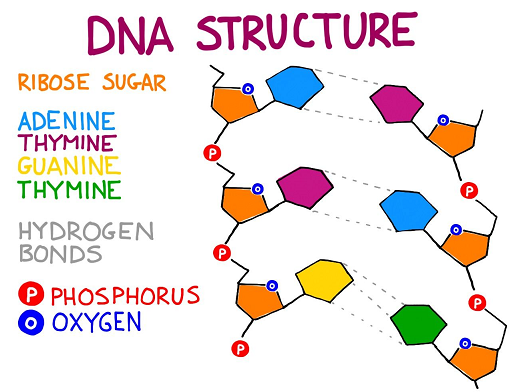 DNA STRUCTURE
RIBOSE SUGAR
ADENINE
THYMINE
GUANINE
THYMINE
HYDROGEN
BONDS
P PHOSPHORUS
O OXYGEN
O
O
P
P
O
O
P
P
O
O
P